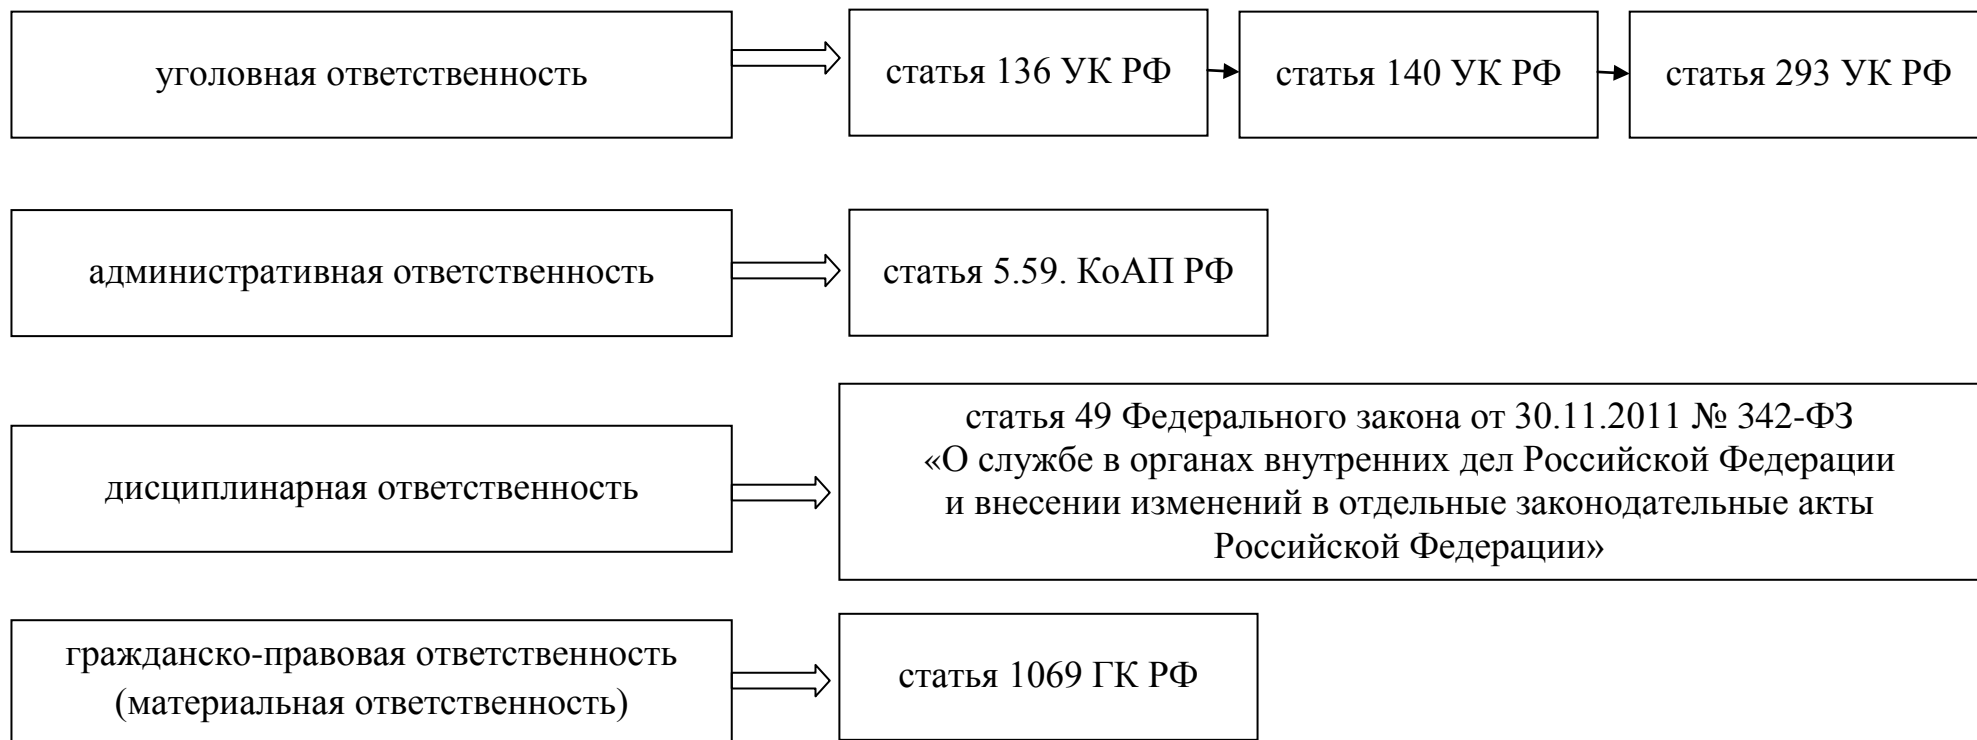 уголовная ответственность
статья 136 УК РФ
статья 140 УК РФ
статья 293 УК РФ
административная ответственность
статья 5.59. КоАП РФ
дисциплинарная ответственность
статья 49 Федерального закона от 30.11.2011 № 342-ФЗ
«О службе в органах внутренних дел Российской Федерации
и внесении изменений в отдельные законодательные акты
Российской Федерации»
гражданско-правовая ответственность
(материальная ответственность)
статья 1069 ГК РФ